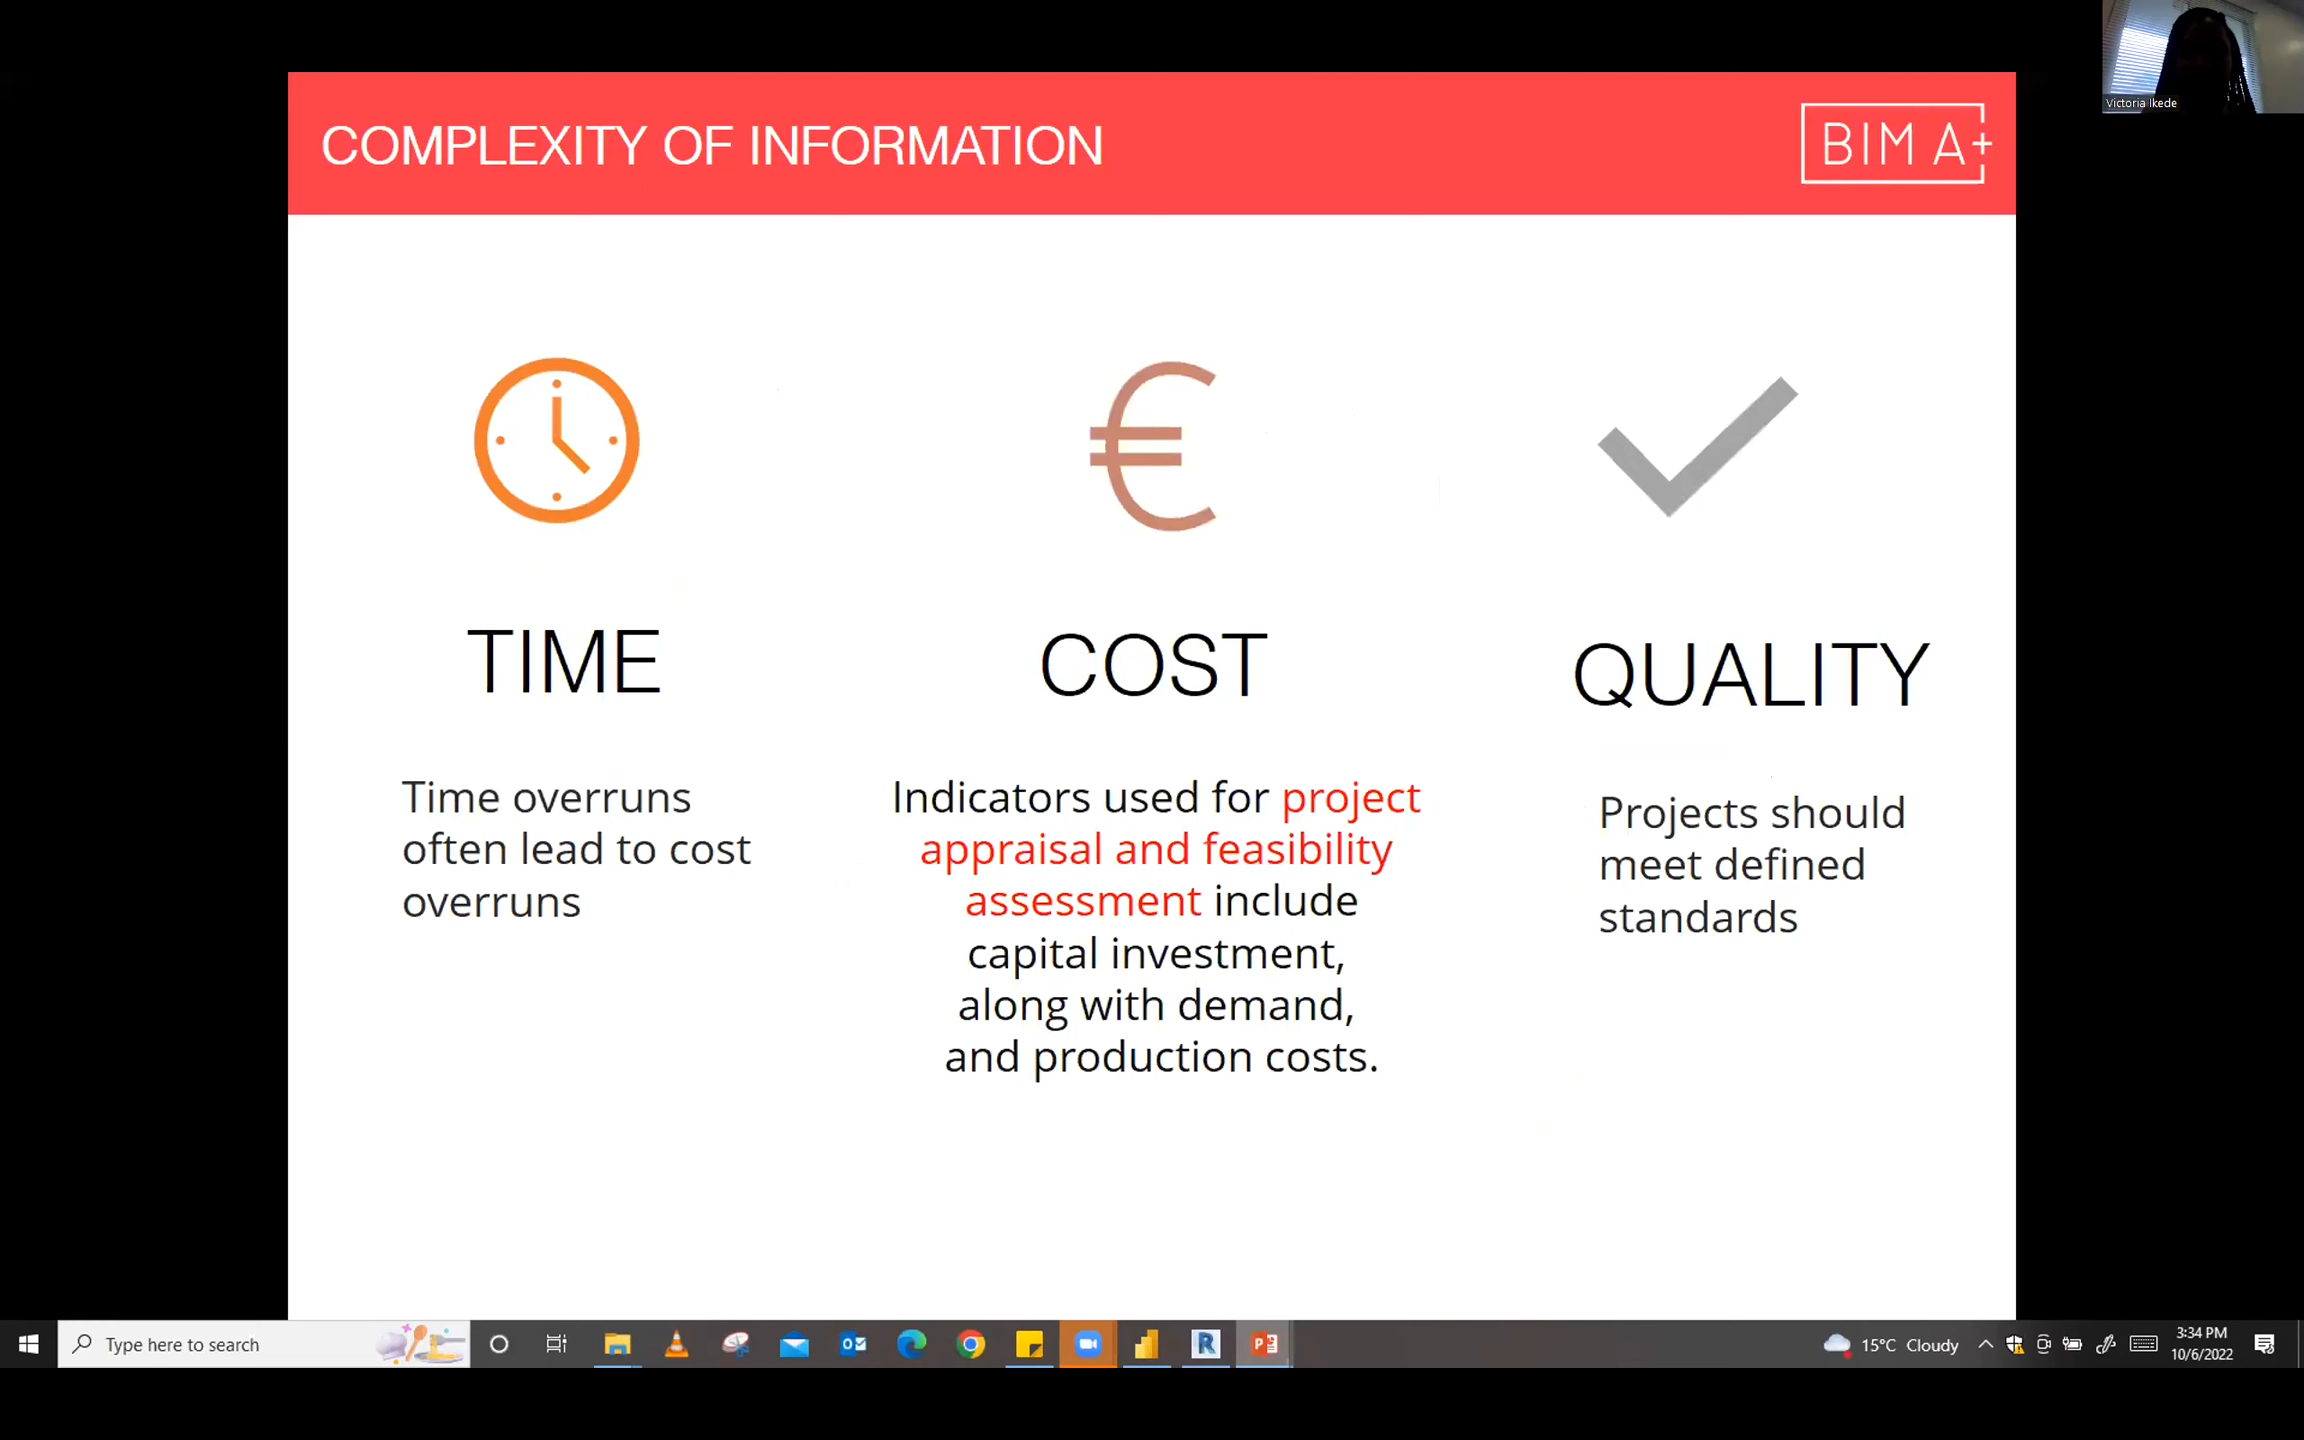 Victoria Ikede
COMPLEXITY OF INFORMATION
BIM A+
TIME
COST
QUALITY
Time overruns
often lead to cost
overruns
Indicators used for project
appraisal and feasibility
assessment include
capital investment,
along with demand,
and production costs.
Projects should
meet defined
standards
Type here to search
15°C Cloudy
3:34 PM
10/6/2022